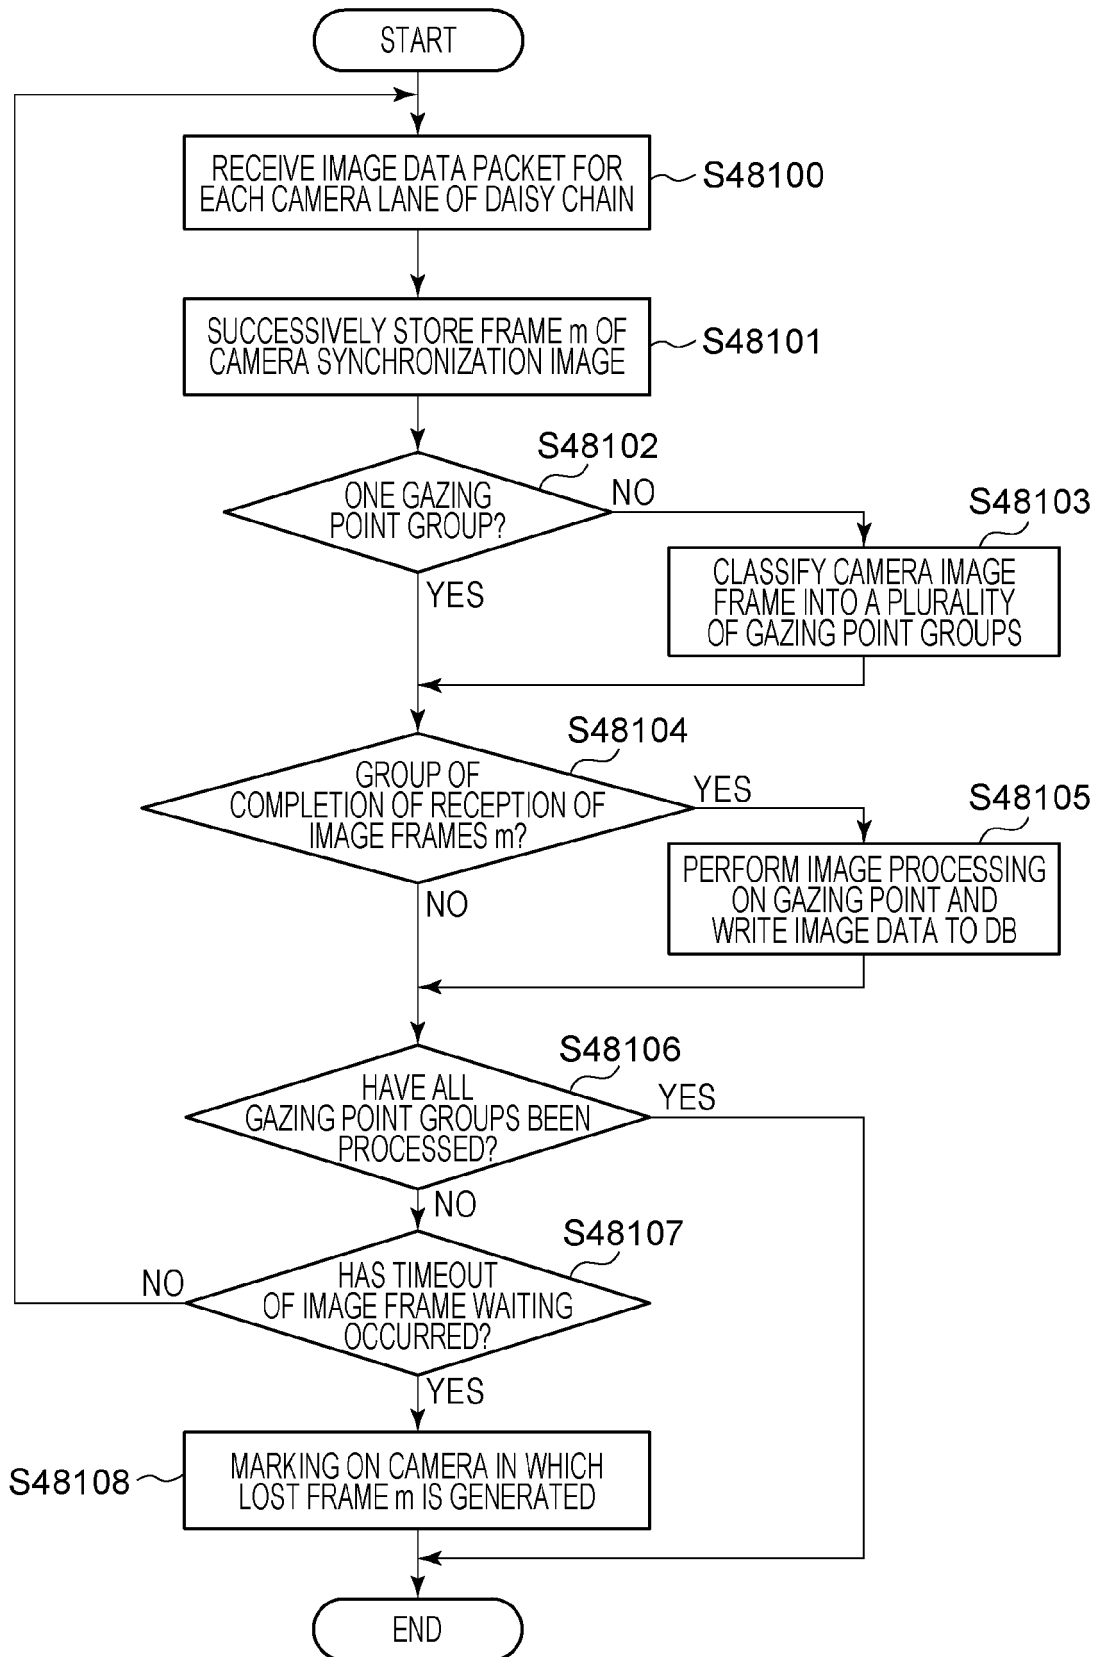 START
RECEIVE IMAGE DATA PACKET FOR
EACH CAMERA LANE OF DAISY CHAIN
S48100
SUCCESSIVELY STORE FRAME m OF
CAMERA SYNCHRONIZATION IMAGE
S48101
S48102
ONE GAZING
POINT GROUP?
NO
YES
S48103
CLASSIFY CAMERA IMAGE
FRAME INTO A PLURALITY
OF GAZING POINT GROUPS
S48104
GROUP OF
COMPLETION OF RECEPTION OF
IMAGE FRAMES m?
YES
NO
S48105
PERFORM IMAGE PROCESSING
ON GAZING POINT AND
WRITE IMAGE DATA TO DB
S48106
HAVE ALL
GAZING POINT GROUPS BEEN
PROCESSED?
YES
NO
S48107
HAS TIMEOUT
OF IMAGE FRAME WAITING
OCCURRED?
NO
YES
S48108
MARKING ON CAMERA IN WHICH
LOST FRAME m IS GENERATED
END